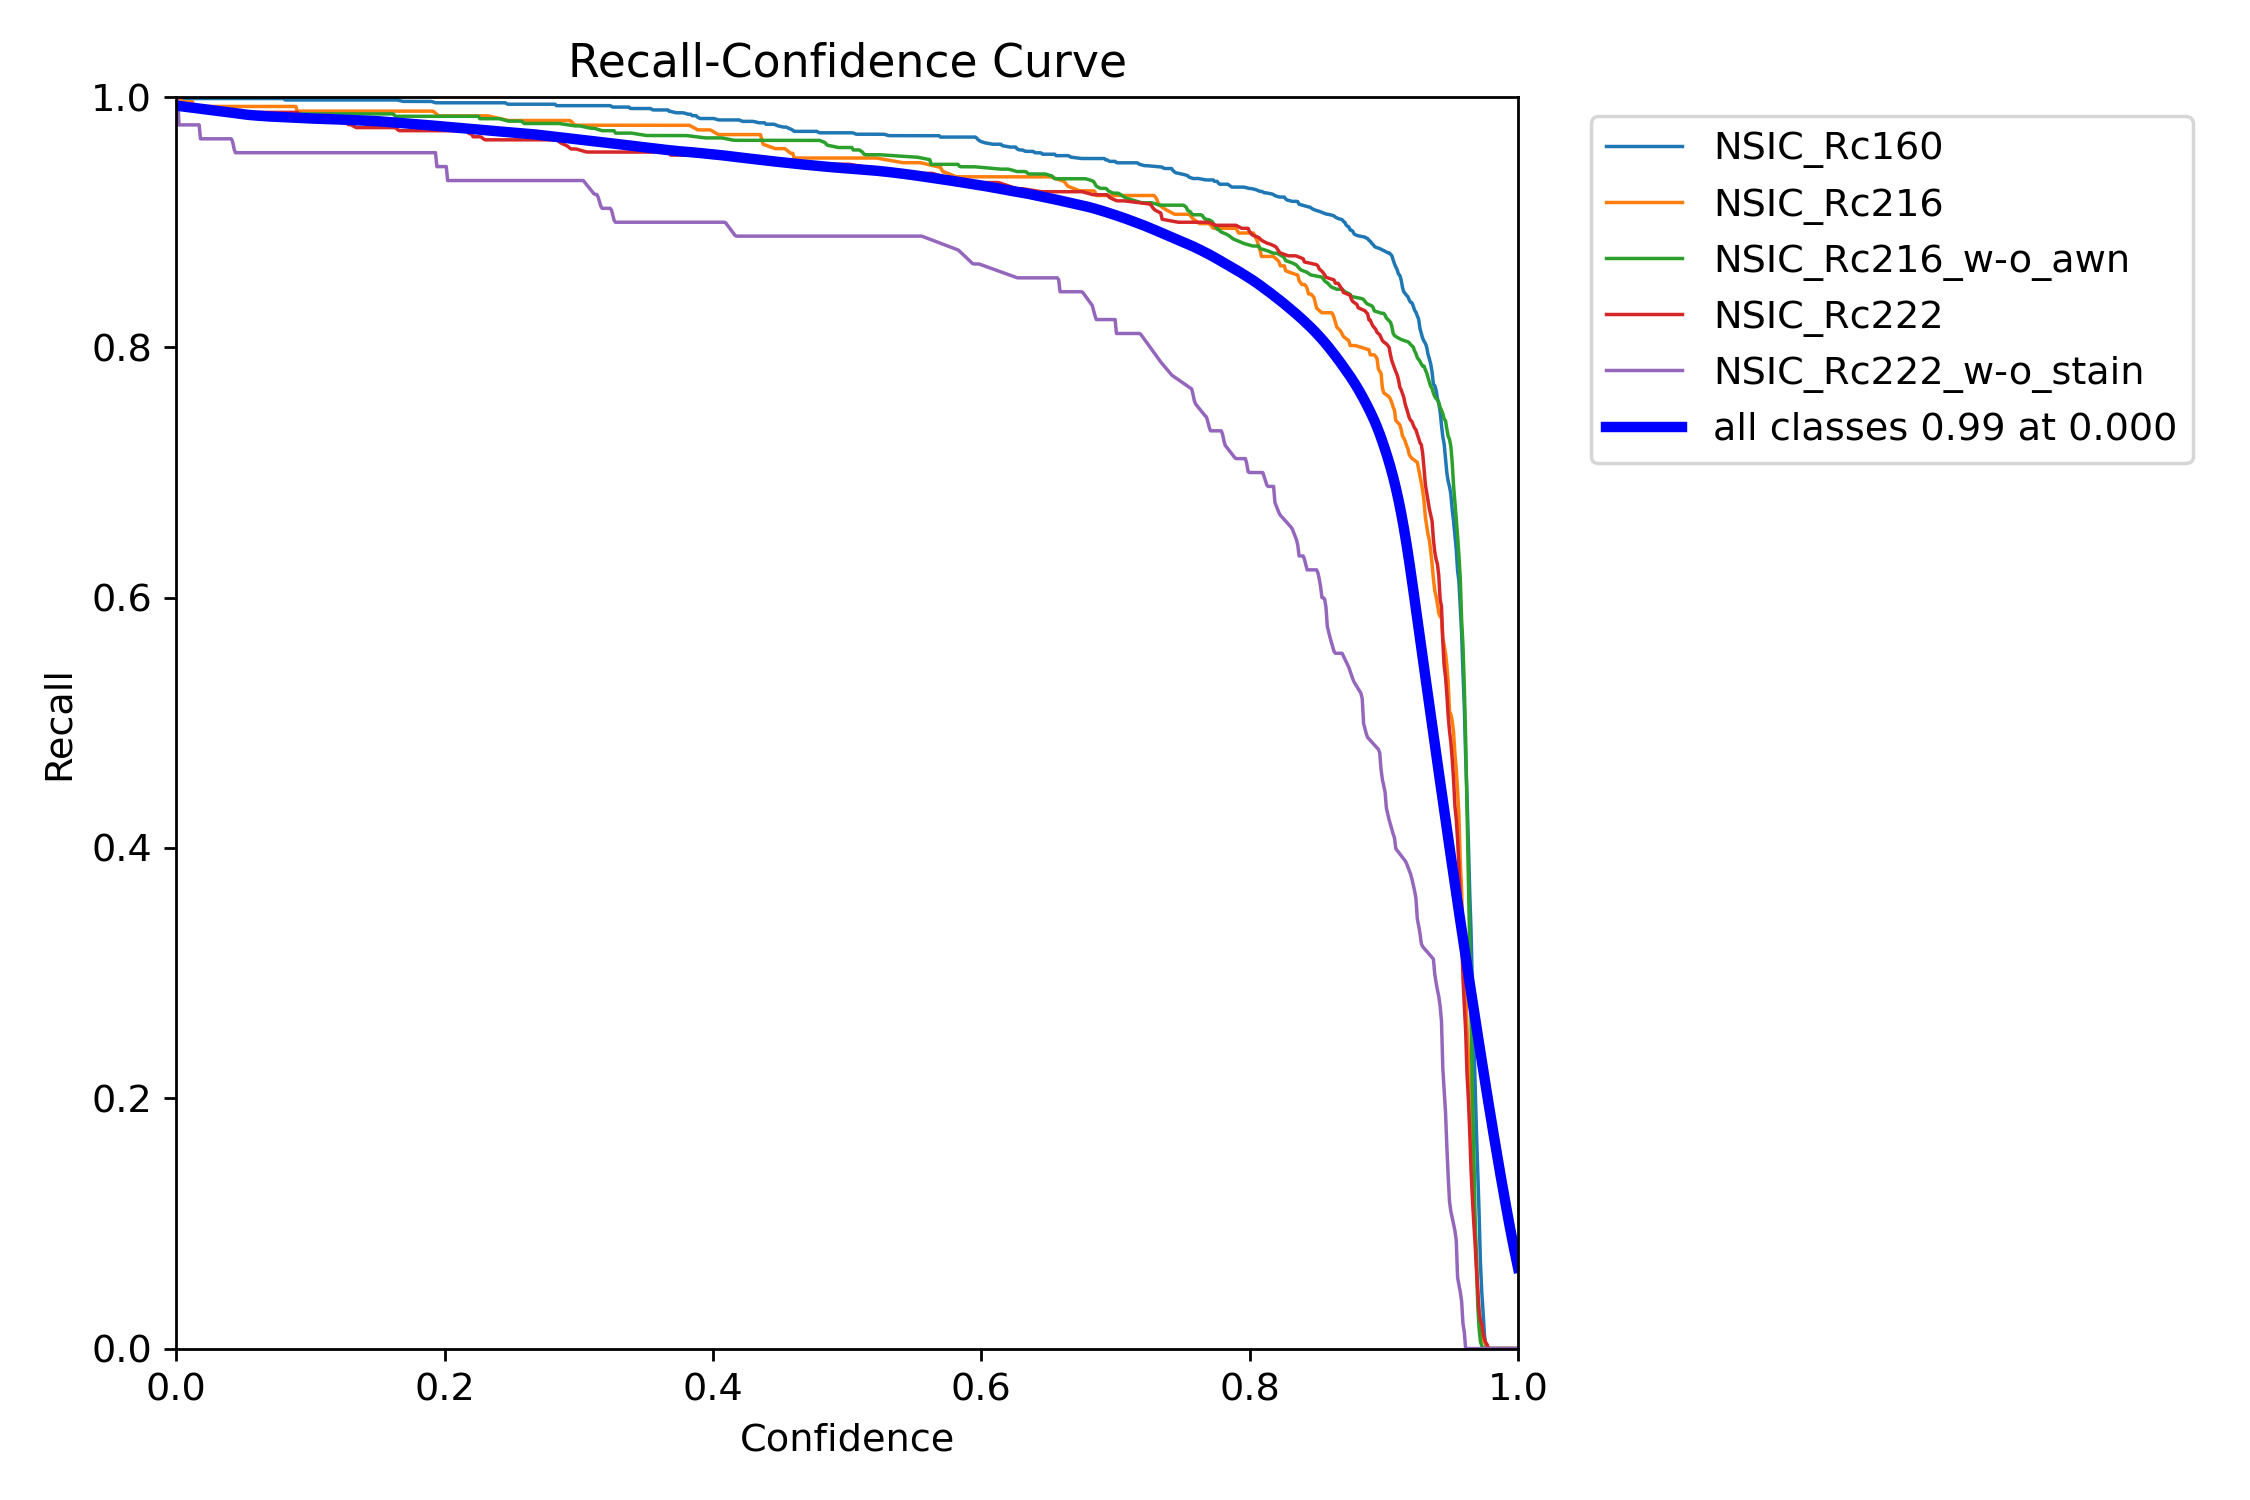 Recall-Confidence Curve
1.0
0.8
0.6
0.4
0.2
0.0
Recall
0.0 0.2 0.4 0.6 0.8 1.0
Confidence
NSIC_Rc160
NSIC_Rc216
NSIC_Rc216_w-o_awn
NSIC_Rc222
NSIC_Rc222_w-o_stain
all classes 0.99 at 0.000